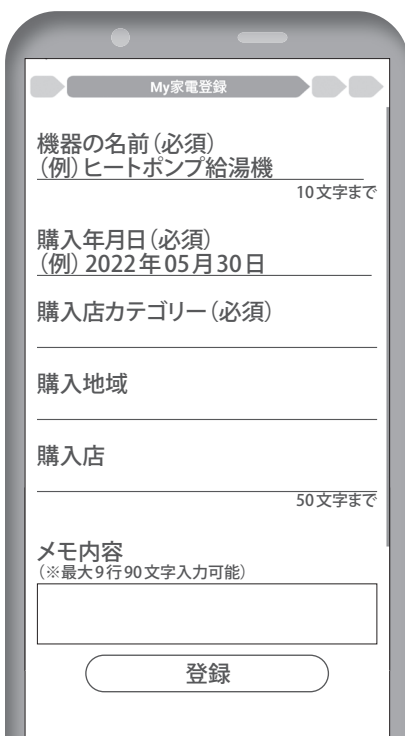 My家電登録
機器の名前（必須）
（例）ヒートポンプ給湯機
10文字まで
購入年月日（必須）
（例）2022年05月30日
購入店カテゴリー（必須）
購入地域
購入店
50文字まで
メモ内容
（※最大9行90文字入力可能）
登録